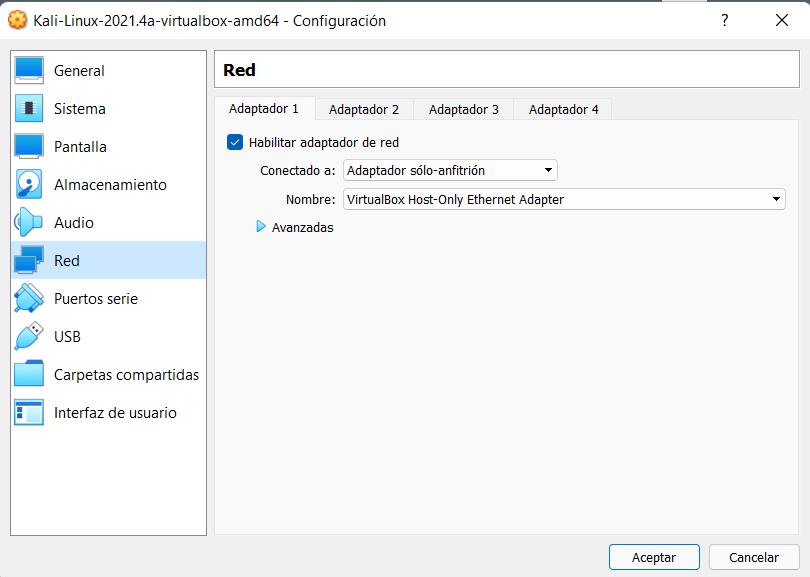 Kali-Linux-2021.4a-virtualbox-amd64 - Configuración
?
General
Sistema
Pantalla
Almacenamiento
Audio
Red
Puertos serie
USB
Carpetas compartidas
Interfaz de usuario
Red
Adaptador 1 Adaptador 2 Adaptador 3 Adaptador 4
Habilitar adaptador de red
Conectado a: Adaptador sólo-anfitrión
Nombre: VirtualBox Host-Only Ethernet Adapter
Avanzadas
Aceptar Cancelar